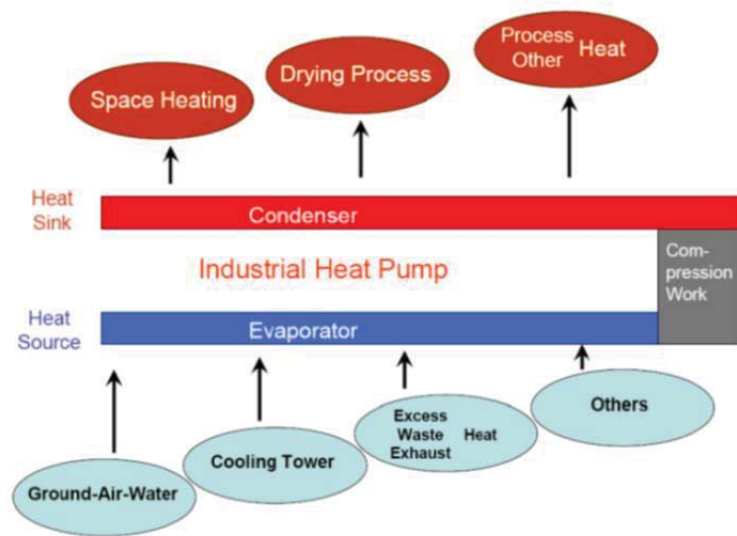 Process
Other Heat
Drying Process
Space Heating
Heat
Sink
Condenser
Industrial Heat Pump
Com-
pression
Work
Heat
Source
Evaporator
Excess
Waste Heat
Exhaust
Others
Cooling Tower
Ground-Air-Water